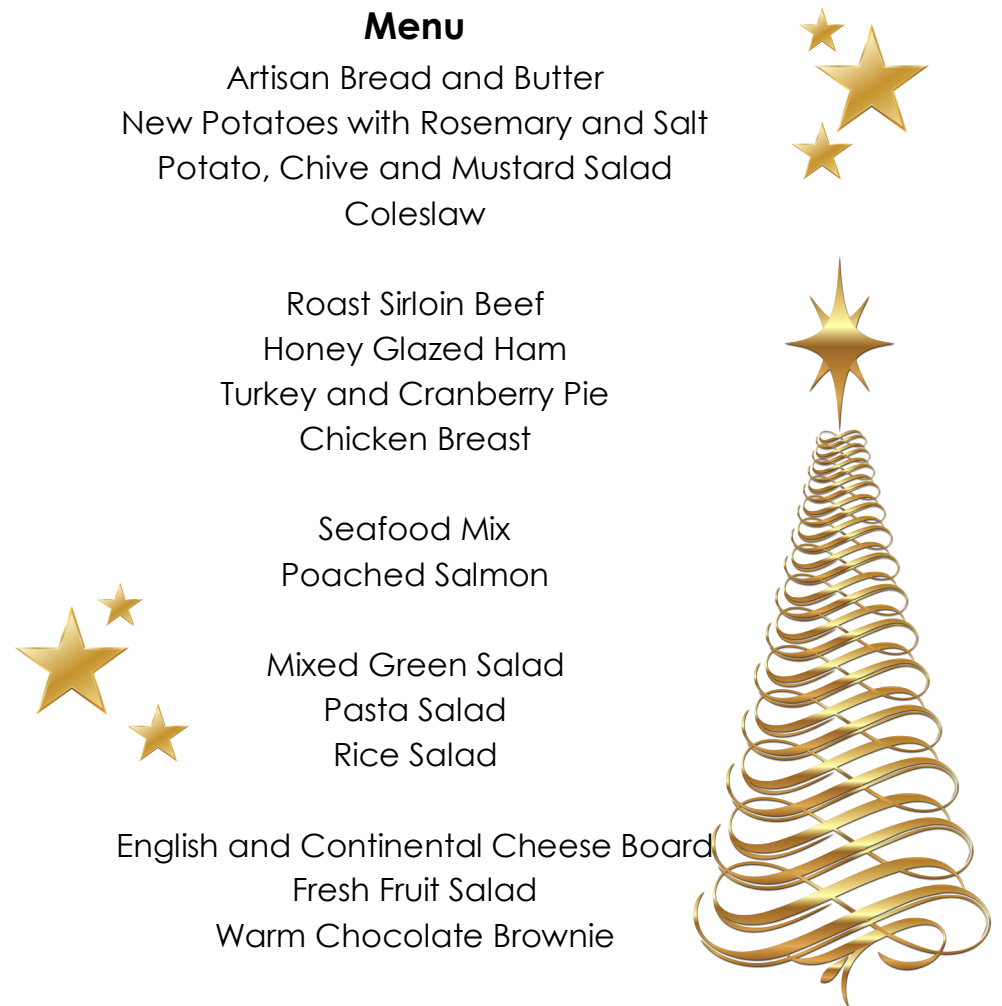 Menu
Artisan Bread and Butter
New Potatoes with Rosemary and Salt
Potato, Chive and Mustard Salad
Coleslaw
Roast Sirloin Beef
Honey Glazed Ham
Turkey and Cranberry Pie
Chicken Breast
Seafood Mix
Poached Salmon
Mixed Green Salad
Pasta Salad
Rice Salad
English and Continental Cheese Board
Fresh Fruit Salad
Warm Chocolate Brownie